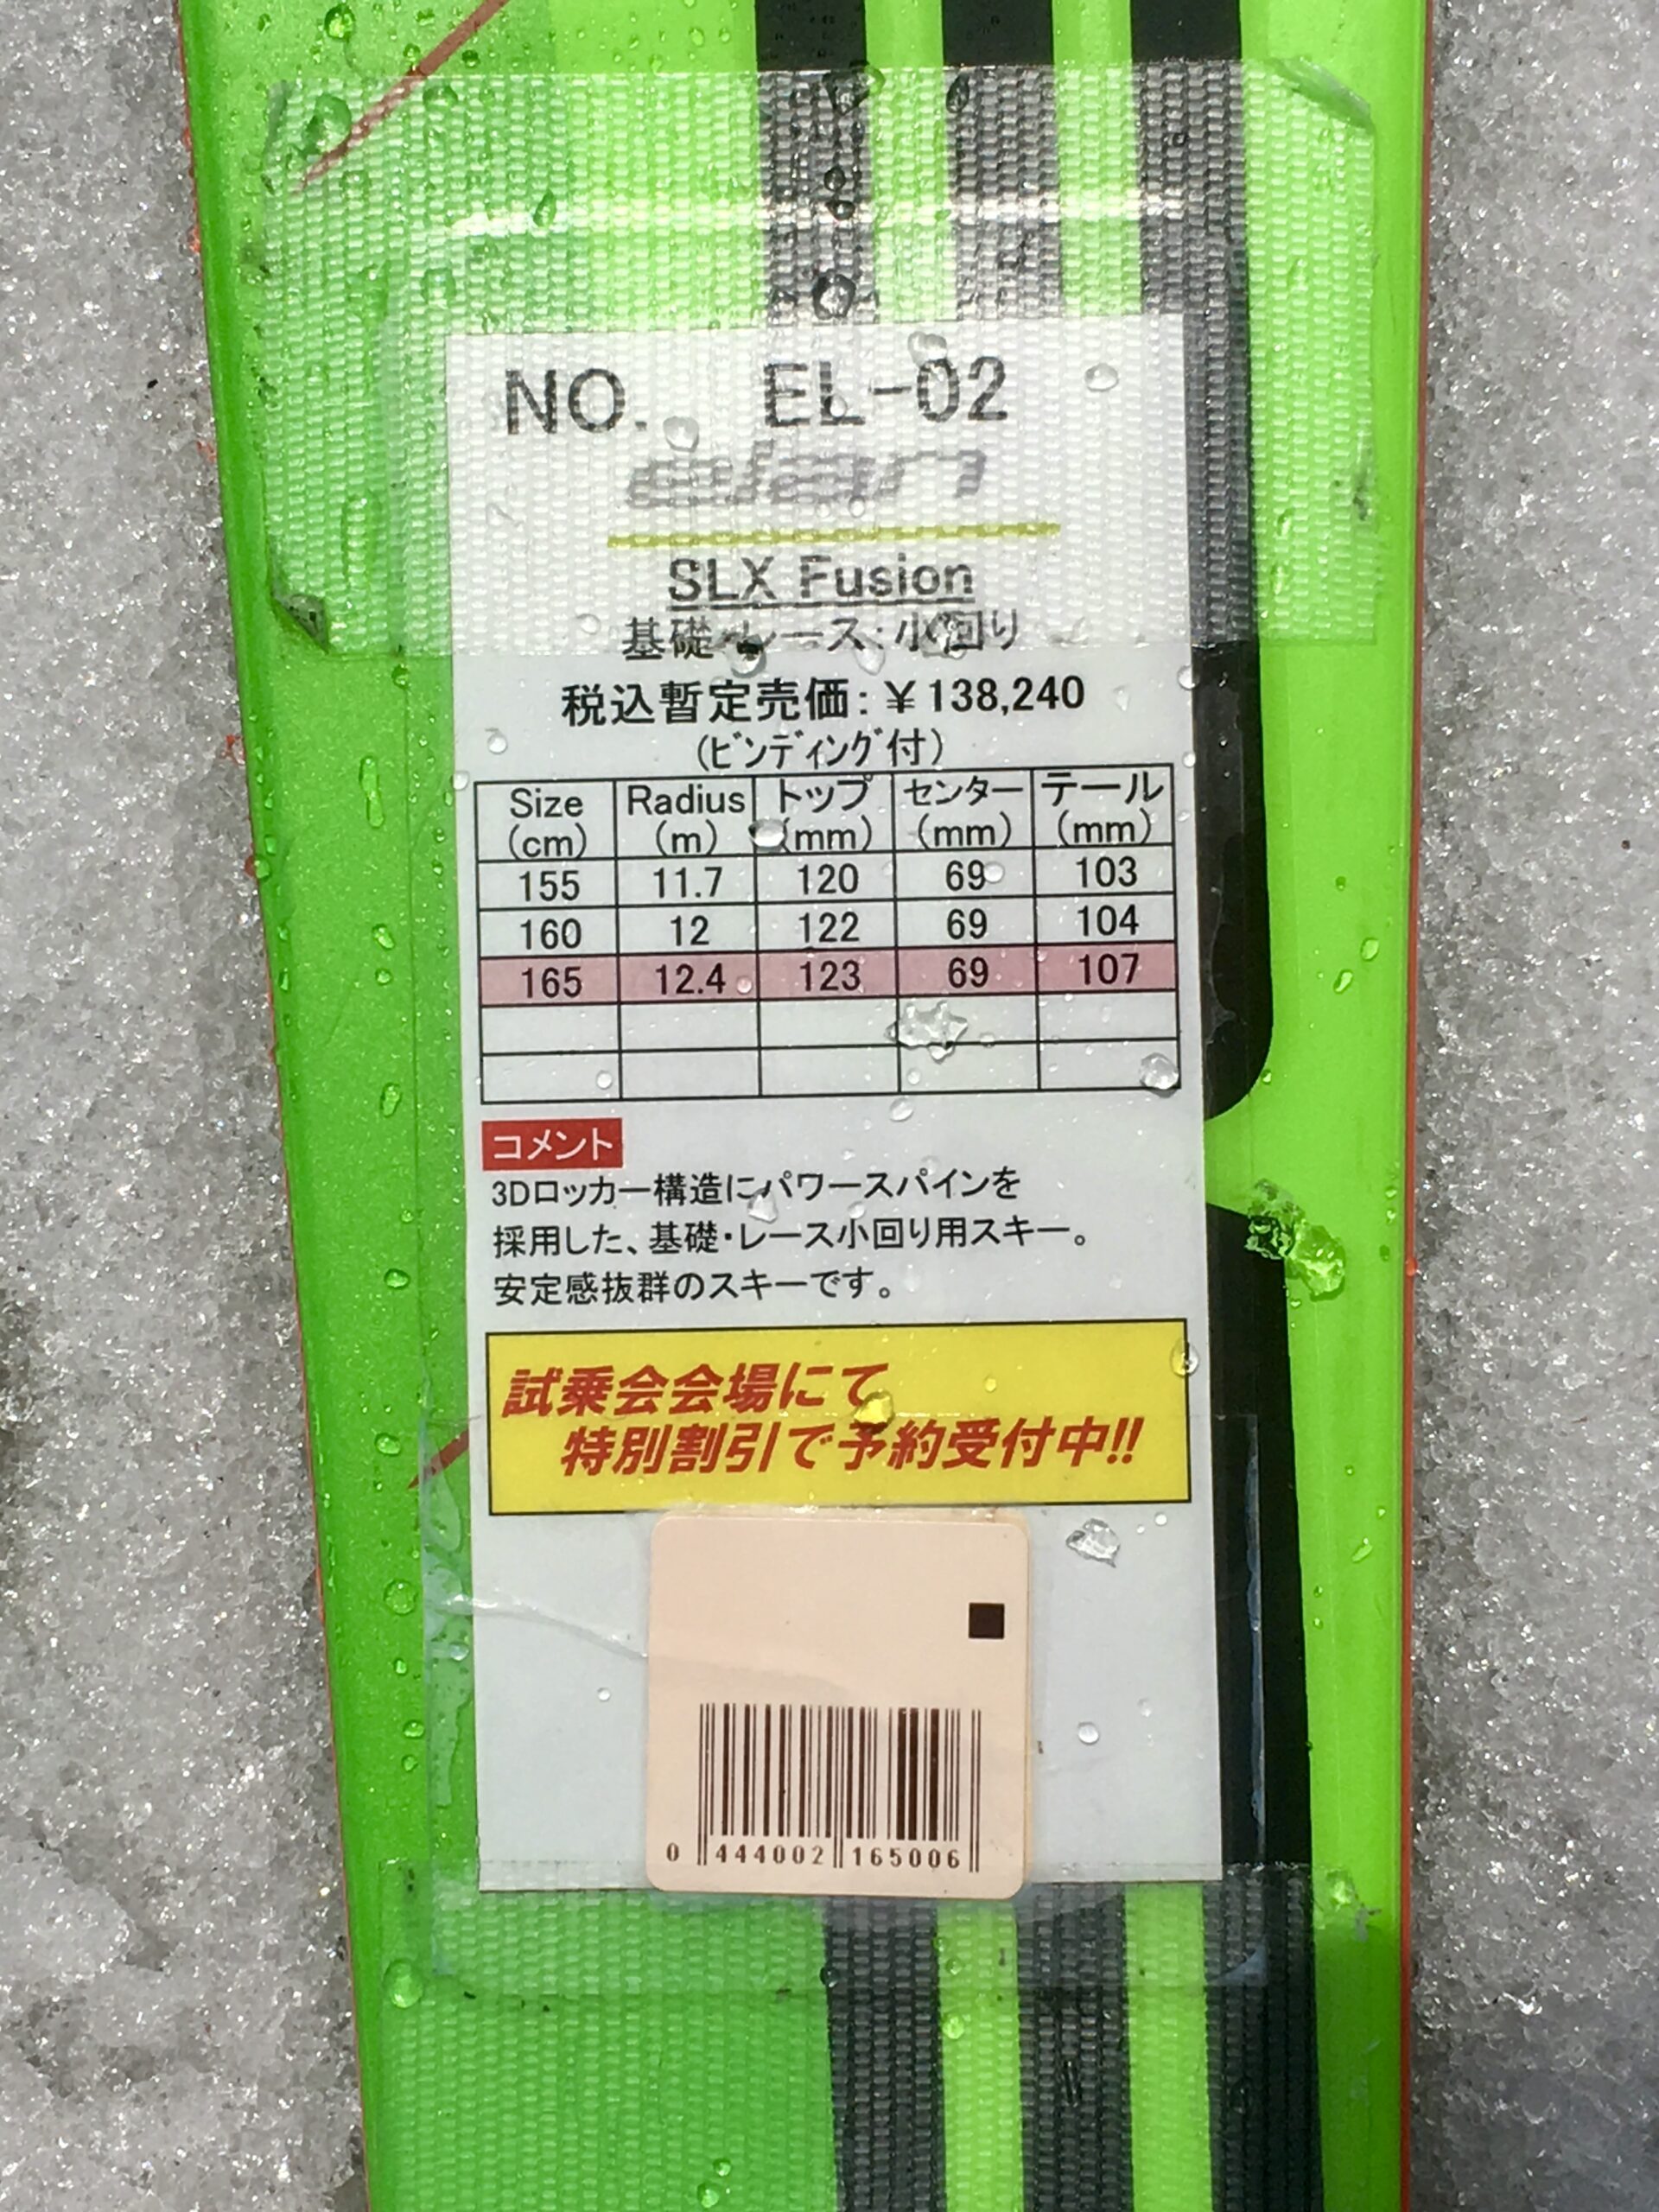 NO. EL-02
elan
SLX Fusion
基礎・レース:小回り
税込暫定売価:¥138,240
(ビンディング付)
Size (cm) Radius (m) トップ (mm) センター (mm) テール (mm)
155 11.7 120 69 103
160 12 122 69 104
165 12.4 123 69 107
コメント
3Dロッカー構造にパワースパインを
採用した、基礎・レース小回り用スキー。
安定感抜群のスキーです。
試乗会会場にて
特別割引で予約受付中!!
0 444002 165006